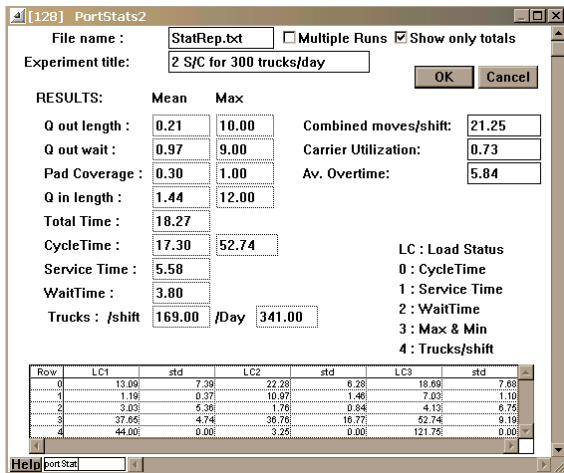 [128] PortStats2
File name : StatRep.txt Multiple Runs Show only totals
Experiment title: 2 S/C for 300 trucks/day
OK Cancel
RESULTS: Mean Max
Q out length : 0.21 10.00 Combined moves/shift: 21.25
Q out wait : 0.97 9.00 Carrier Utilization: 0.73
Pad Coverage : 0.30 1.00 Av. Overtime: 5.84
Q in length : 1.44 12.00
Total Time : 18.27
CycleTime : 17.30 52.74 LC : Load Status
Service Time : 5.58 0 : CycleTime
1 : Service Time
WaitTime : 3.80 2 : WaitTime
Trucks : /shift 169.00 /Day 341.00 3 : Max & Min
4 : Trucks/shift
Row LC1 std LC2 std LC3 std
0 13.09 7.39 22.28 6.28 18.69 7.68
1 1.19 0.37 10.97 1.46 7.03 1.10
2 3.03 5.36 1.76 0.84 4.13 6.75
3 37.65 4.74 36.76 16.77 52.74 9.19
4 44.00 0.00 3.25 0.00 121.75 0.00
Help port Stat